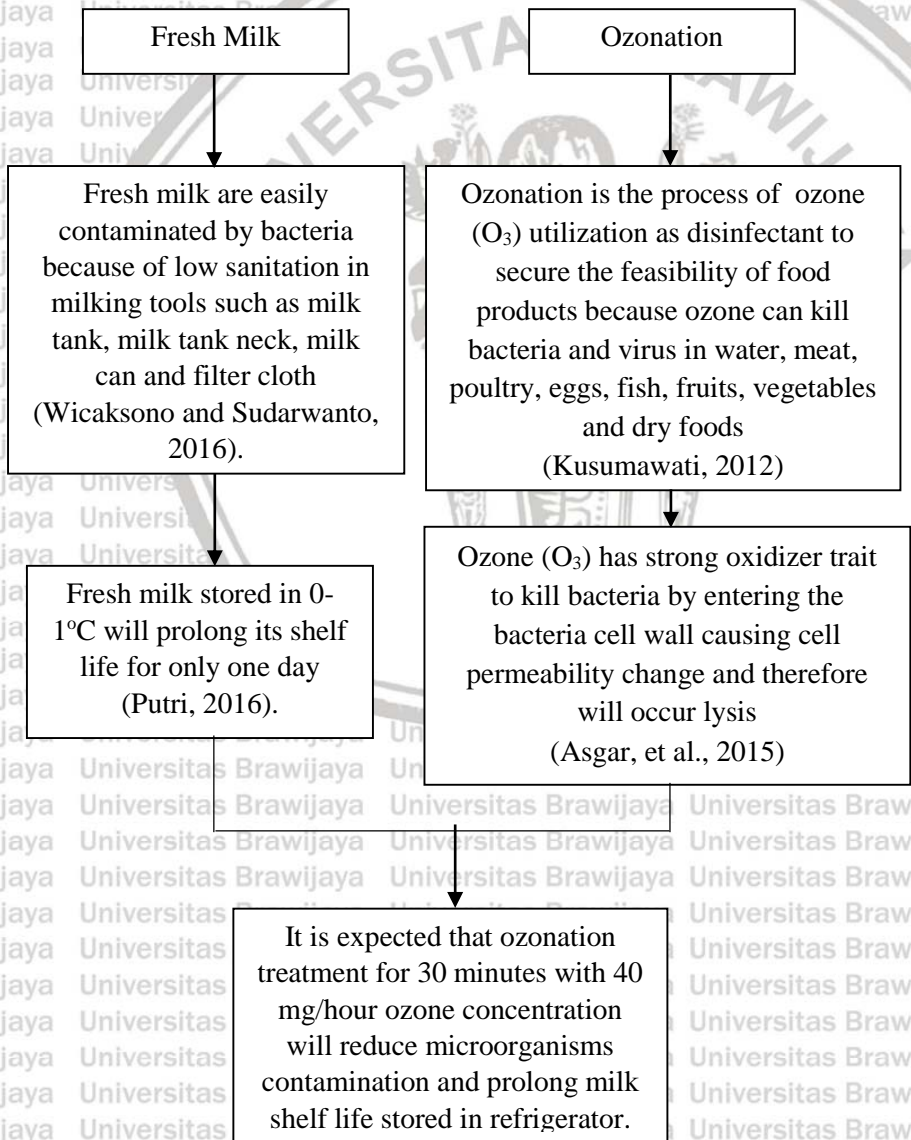 Fresh Milk
Ozonation
Fresh milk are easily
contaminated by bacteria
because of low sanitation in
milking tools such as milk
tank, milk tank neck, milk
can and filter cloth
(Wicaksono and Sudarwanto,
2016).
Ozonation is the process of ozone
(O₃) utilization as disinfectant to
secure the feasibility of food
products because ozone can kill
bacteria and virus in water, meat,
poultry, eggs, fish, fruits, vegetables
and dry foods
(Kusumawati, 2012)
Fresh milk stored in 0-
1°C will prolong its shelf
life for only one day
(Putri, 2016).
Ozone (O₃) has strong oxidizer trait
to kill bacteria by entering the
bacteria cell wall causing cell
permeability change and therefore
will occur lysis
(Asgar, et al., 2015)
It is expected that ozonation
treatment for 30 minutes with 40
mg/hour ozone concentration
will reduce microorganisms
contamination and prolong milk
shelf life stored in refrigerator.